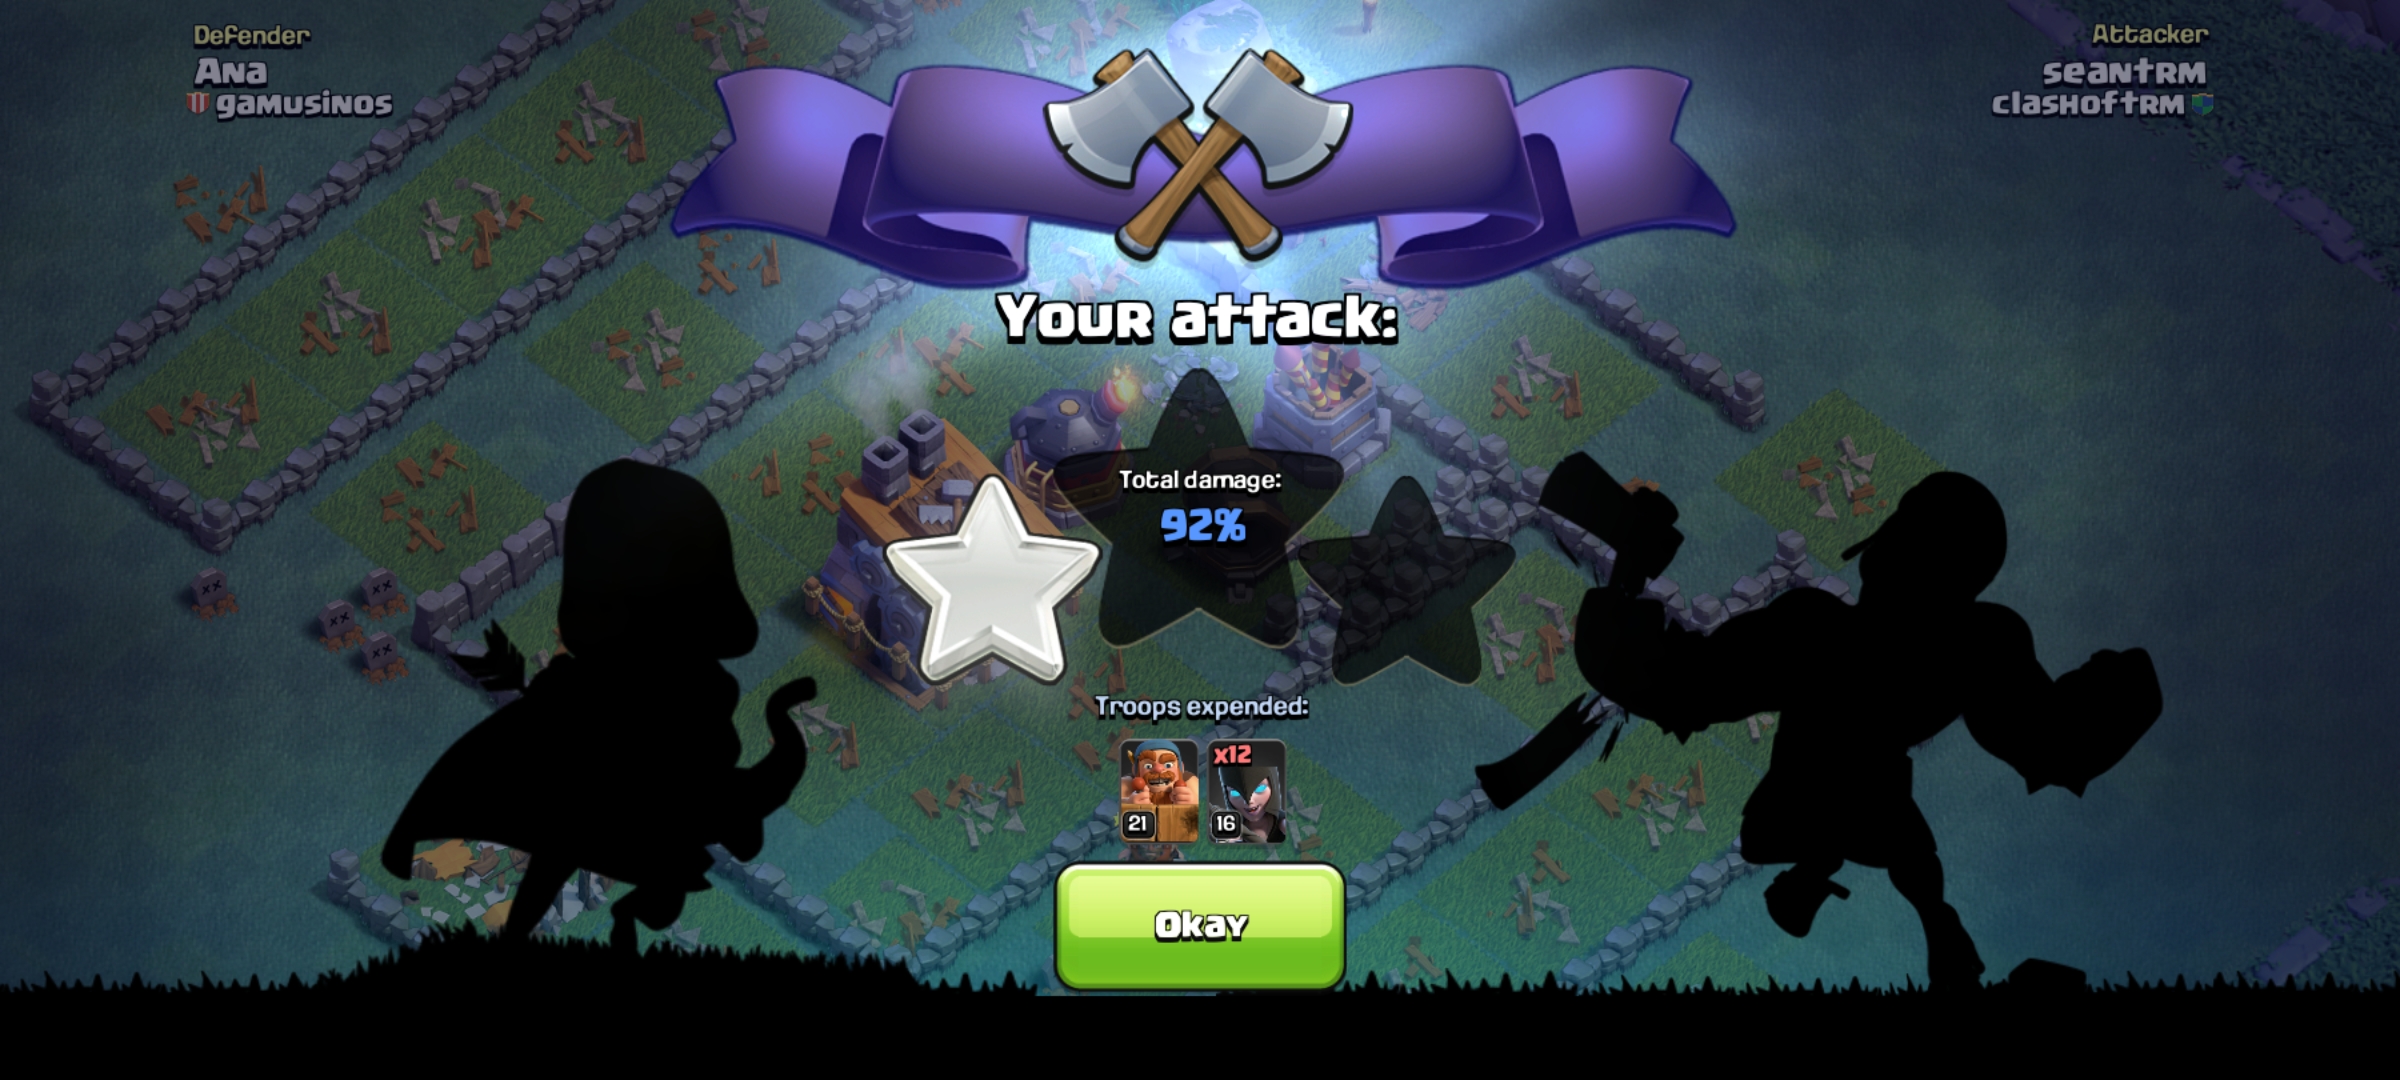 Defender
Ana
gamusinos
Attacker
seantRM
clashoftRM
Your attack:
Total damage:
92%
Troops expended:
x12
21
16
Okay